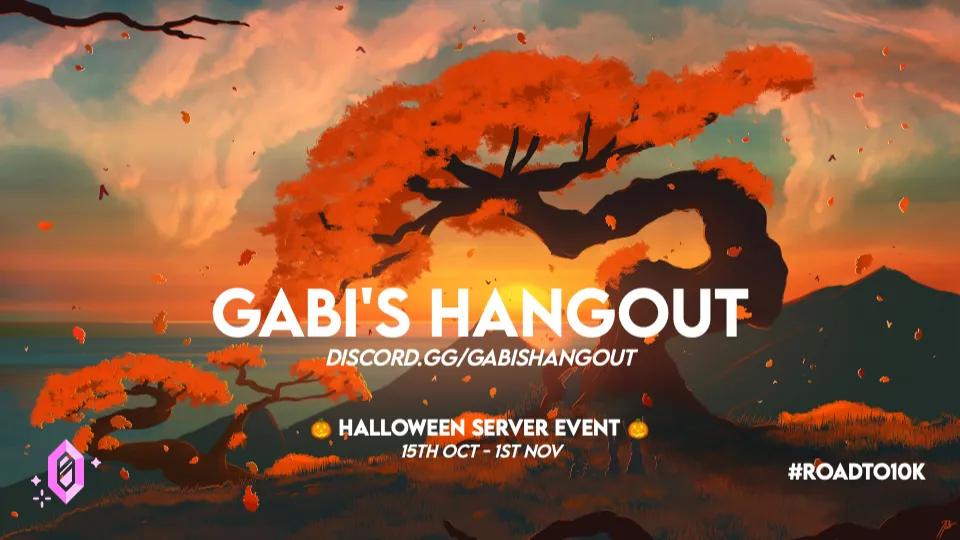 GABI'S HANGOUT
DISCORD.GG/GABISHANGOUT
🎃 HALLOWEEN SERVER EVENT 🎃
15TH OCT - 1ST NOV
#ROADTO10K